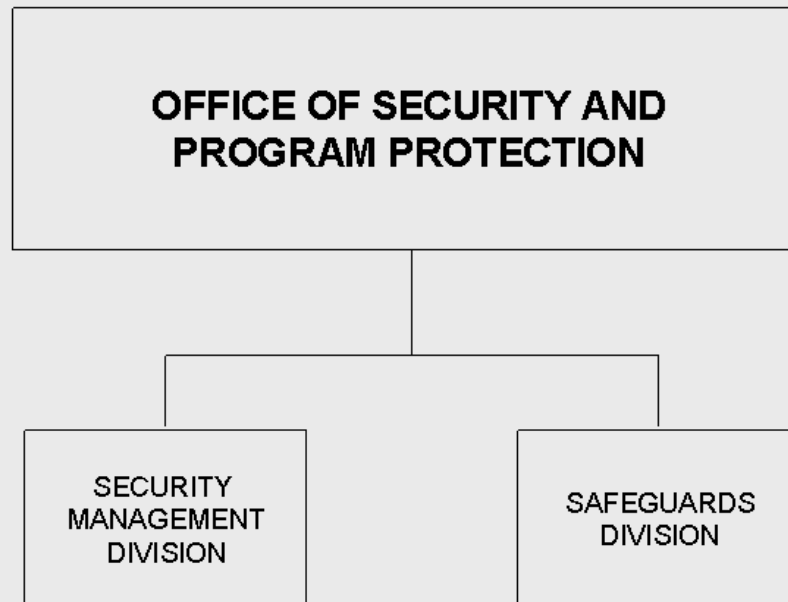 OFFICE OF SECURITY AND
PROGRAM PROTECTION
SECURITY
MANAGEMENT
DIVISION
SAFEGUARDS
DIVISION